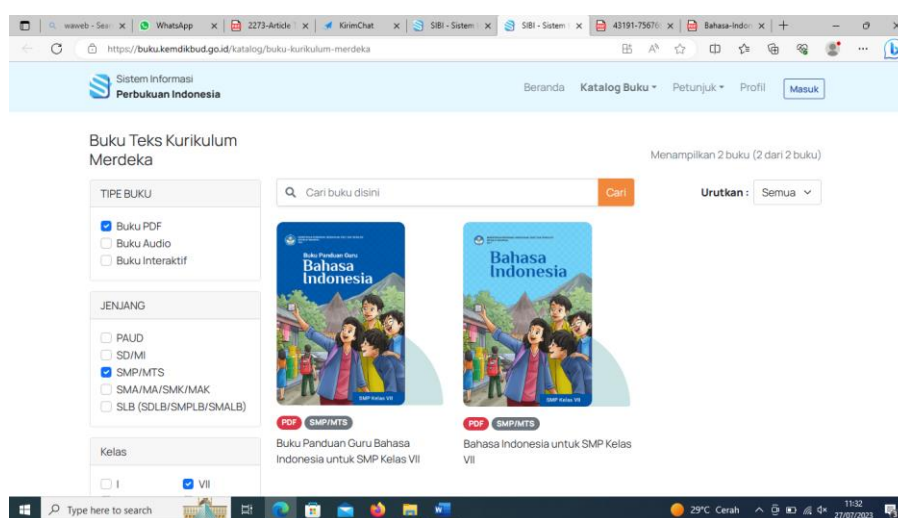 waweb - Sear
WhatsApp
2273-Article
KirimChat
SIBI - Sistem
SIBI - Sistem
43191-7567
Bahasa-Indon
https://buku.kemdikbud.go.id/katalog/buku-kurikulum-merdeka
Sistem Informasi
Perbukuan Indonesia
Beranda Katalog Buku Petunjuk Profil Masuk
Buku Teks Kurikulum
Merdeka
Menampilkan 2 buku (2 dari 2 buku)
TIPE BUKU
Buku PDF
Buku Audio
Buku Interaktif
JENJANG
PAUD
SD/MI
SMP/MTS
SMA/MA/SMK/MAK
SLB (SDLB/SMPLB/SMALB)
Kelas
I VII
Cari buku disini Cari
Urutkan : Semua
Buku Panduan Guru
Bahasa
Indonesia
SMP Kelas VII
PDF SMP/MTS
Buku Panduan Guru Bahasa
Indonesia untuk SMP Kelas VII
Bahasa
Indonesia
SMP Kelas VII
PDF SMP/MTS
Bahasa Indonesia untuk SMP Kelas
VII
Type here to search
29°C Cerah
11:32
27/07/2023